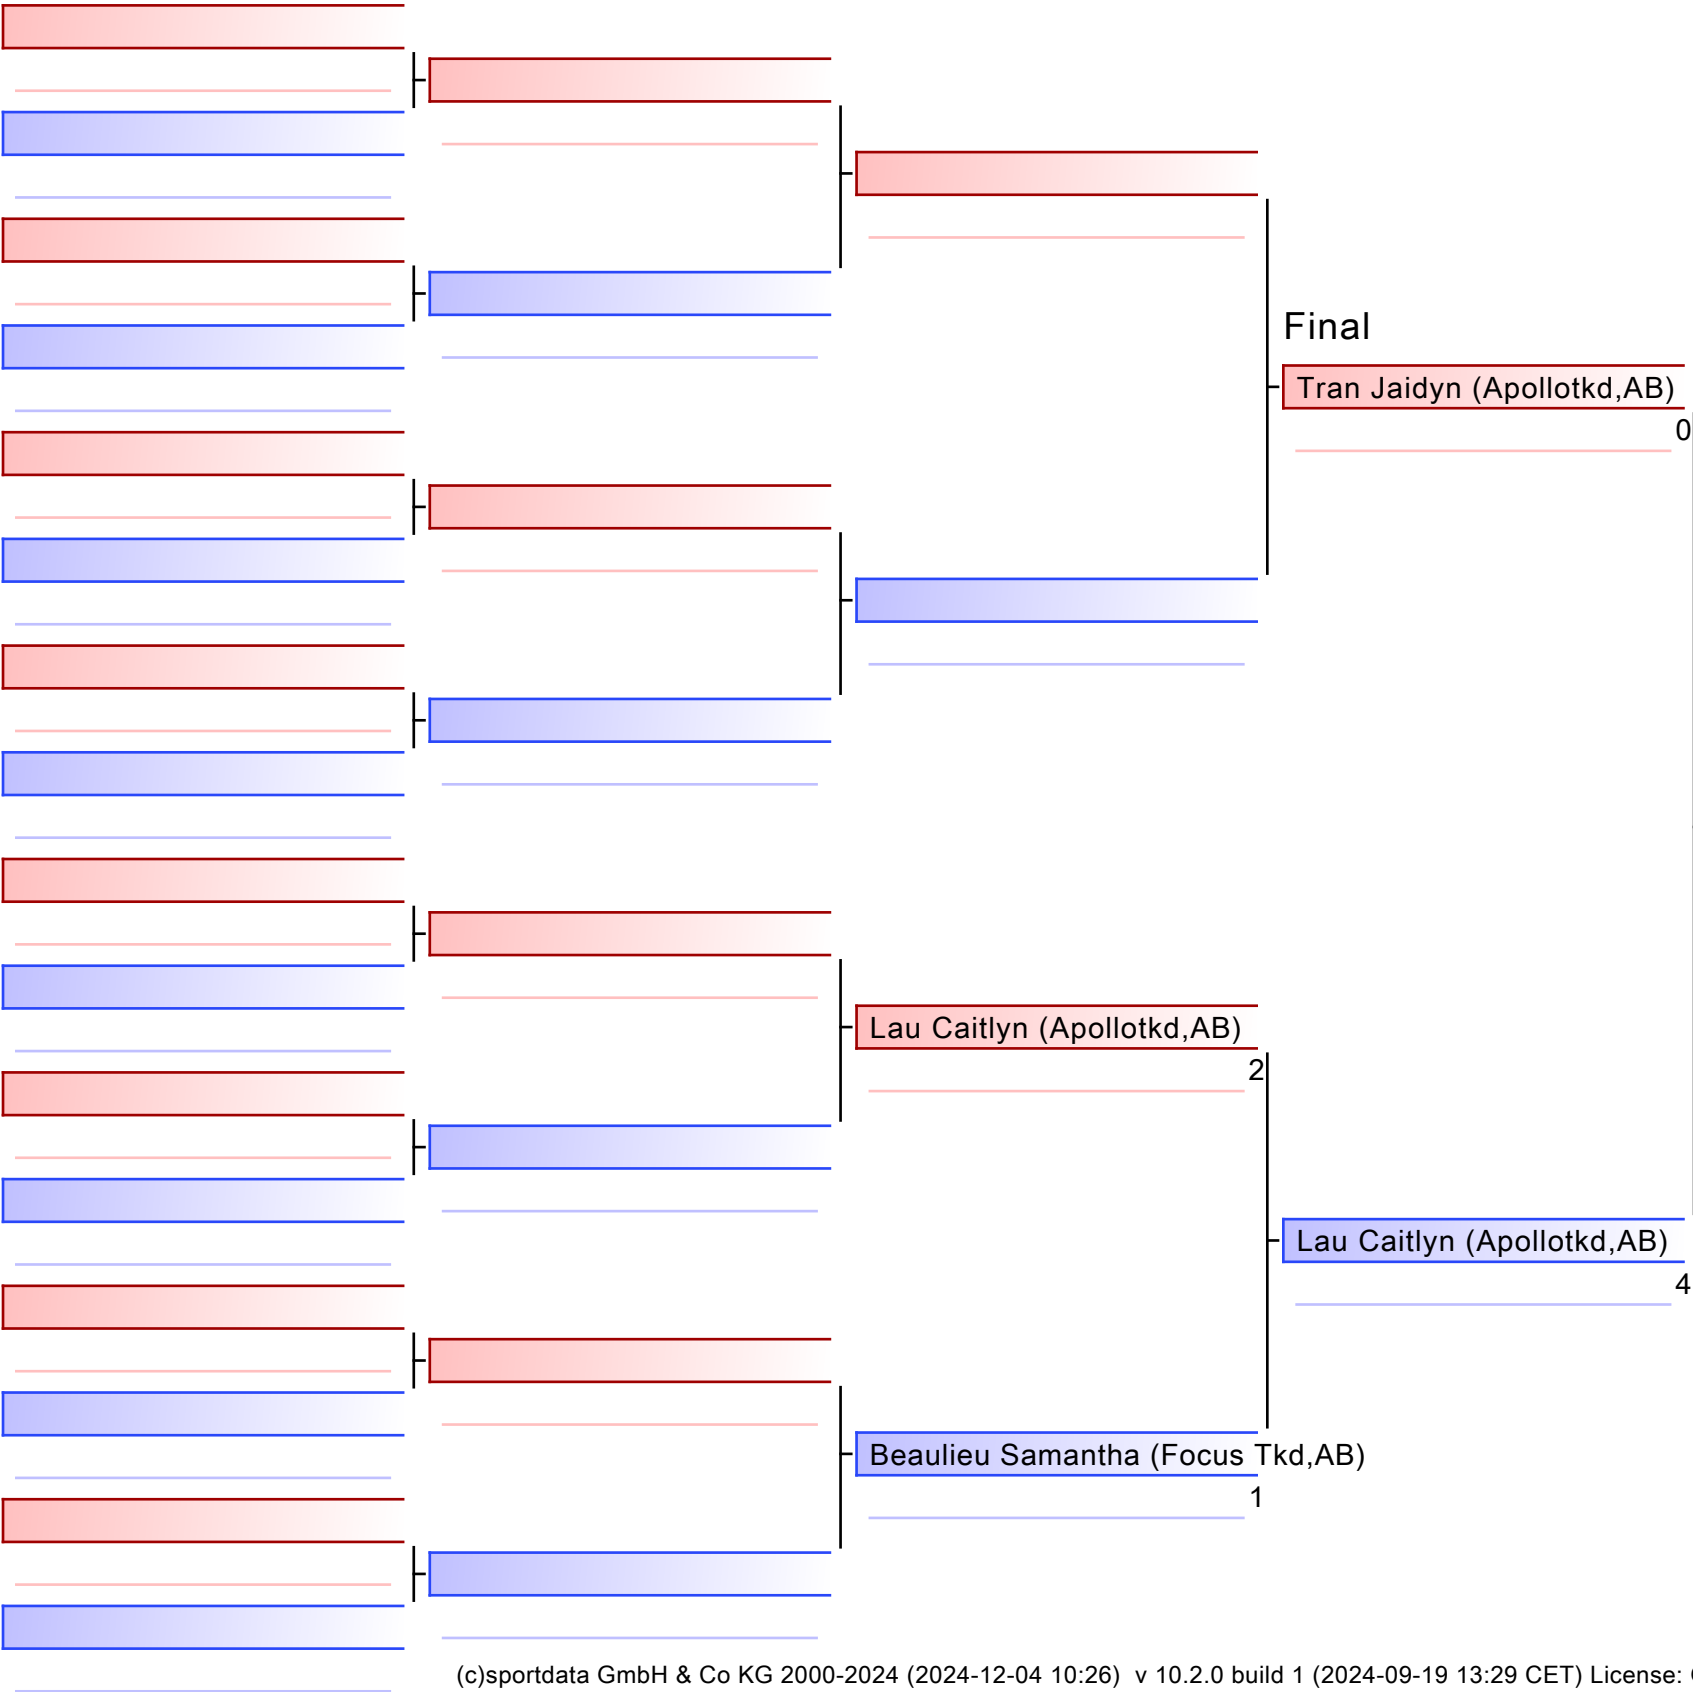 Final
Tran Jaidyn (Apollotkd,AB)
0
Lau Caitlyn (Apollotkd,AB)
2
Lau Caitlyn (Apollotkd,AB)
4
Beaulieu Samantha (Focus Tkd,AB)
1
(c)sportdata GmbH & Co KG 2000-2024 (2024-12-04 10:26) v 10.2.0 build 1 (2024-09-19 13:29 CET) License: